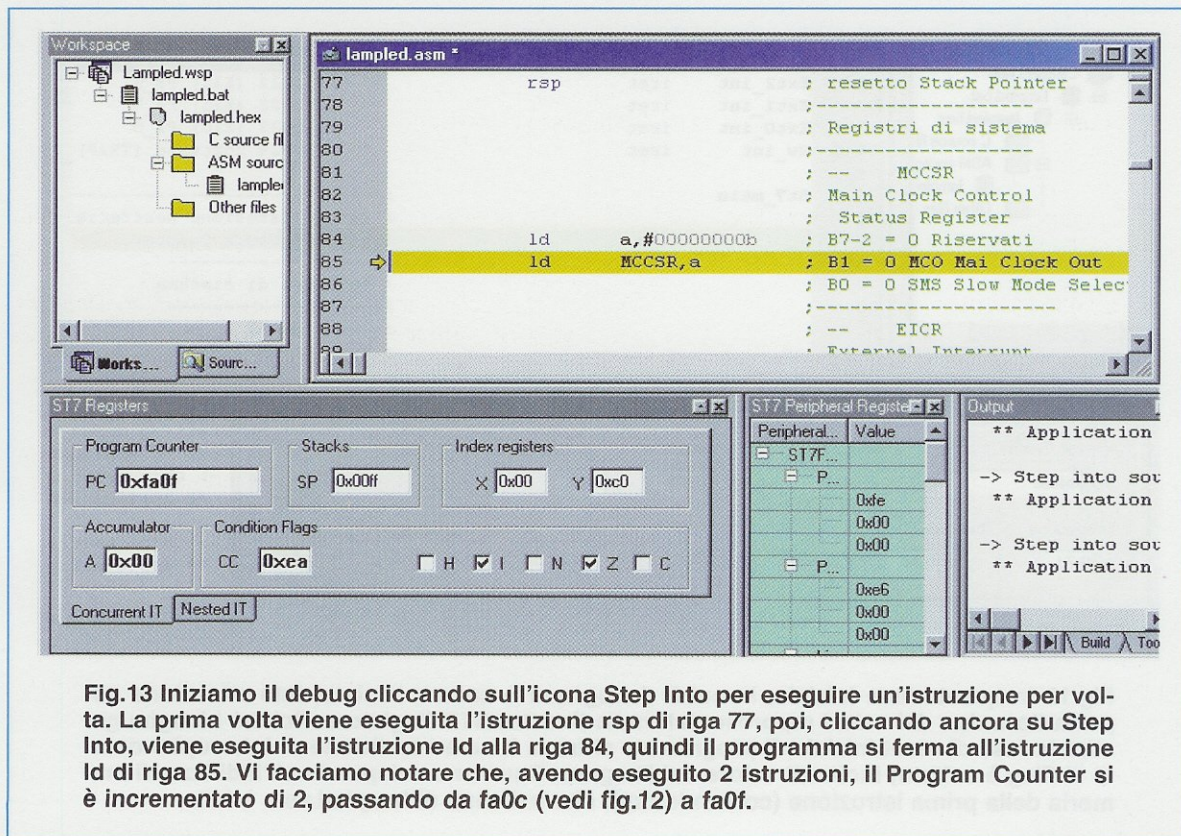 Workspace
Lampled.wsp
lampled.bat
lampled.hex
C source fil
ASM sourc
lampled
Other files
Works...
Sourc...
lampled.asm *
77 rsp ; resetto Stack Pointer
78 ;---------------------
79 ; Registri di sistema
80 ;---------------------
81 ; -- MCCSR
82 ; Main Clock Control
83 ; Status Register
84 ld a,#00000000b ; B7-2 = 0 Riservati
85 ld MCCSR,a ; B1 = 0 MCO Mai Clock Out
86 ; B0 = 0 SMS Slow Mode Selec
87 ;---------------------
88 ; -- EICR
89 ; External Interrupt
ST7 Registers
Program Counter
PC 0xfa0f
Stacks
SP 0x00ff
Index registers
X 0x00 Y 0xc0
Accumulator
A 0x00
Condition Flags
CC 0xea H I N Z C
Concurrent IT Nested IT
ST7 Peripheral Registe
Peripheral... Value
ST7F...
P...
0xfe
0x00
0x00
P...
0xe6
0x00
0x00
Output
** Application
-> Step into sou
** Application
-> Step into sou
** Application
Build Too
Fig.13 Iniziamo il debug cliccando sull'icona Step Into per eseguire un'istruzione per vol-
ta. La prima volta viene eseguita l'istruzione rsp di riga 77, poi, cliccando ancora su Step
Into, viene eseguita l'istruzione ld alla riga 84, quindi il programma si ferma all'istruzione
ld di riga 85. Vi facciamo notare che, avendo eseguito 2 istruzioni, il Program Counter si
è incrementato di 2, passando da fa0c (vedi fig.12) a fa0f.